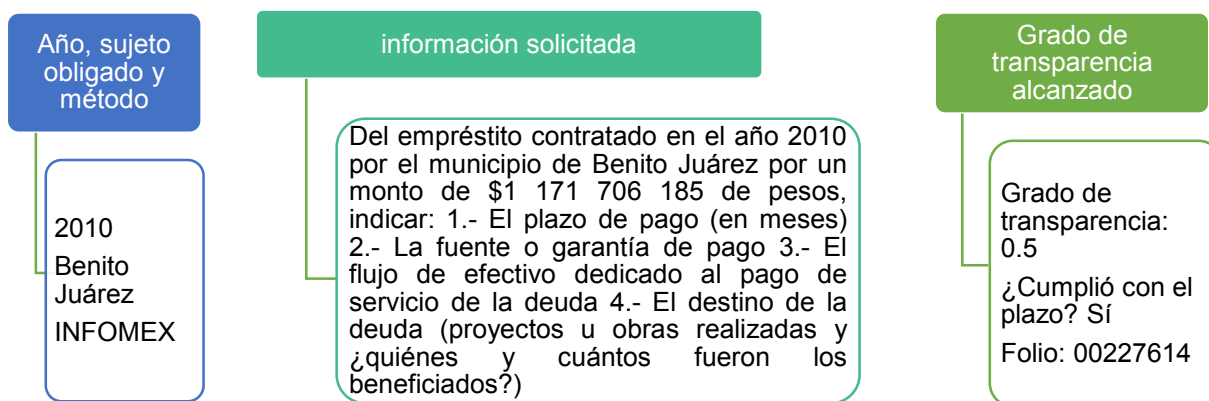 Año, sujeto
obligado y
método
2010
Benito
Juárez
INFOMEX
información solicitada
Del empréstito contratado en el año 2010
por el municipio de Benito Juárez por un
monto de $1 171 706 185 de pesos,
indicar: 1.- El plazo de pago (en meses)
2.- La fuente o garantía de pago 3.- El
flujo de efectivo dedicado al pago de
servicio de la deuda 4.- El destino de la
deuda (proyectos u obras realizadas y
¿quiénes y cuántos fueron los
beneficiados?)
Grado de
transparencia
alcanzado
Grado de
transparencia:
0.5
¿Cumplió con el
plazo? Sí
Folio: 00227614